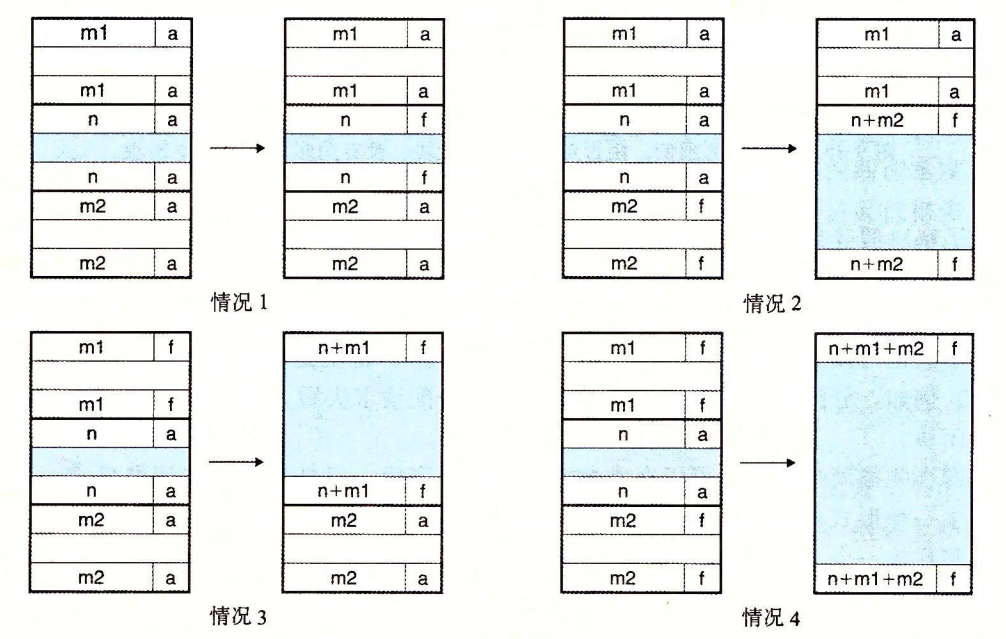 m1 a
m1 a
n a
n a
m2 a
m2 a
m1 a
m1 a
n f
n f
m2 a
m2 a
情况 1
m1 a
m1 a
n a
n a
m2 f
m2 f
m1 a
m1 a
n+m2 f
n+m2 f
情况 2
m1 f
m1 f
n a
n a
m2 a
m2 a
n+m1 f
n+m1 f
m2 a
m2 a
情况 3
m1 f
m1 f
n a
n a
m2 f
m2 f
n+m1+m2 f
n+m1+m2 f
情况 4